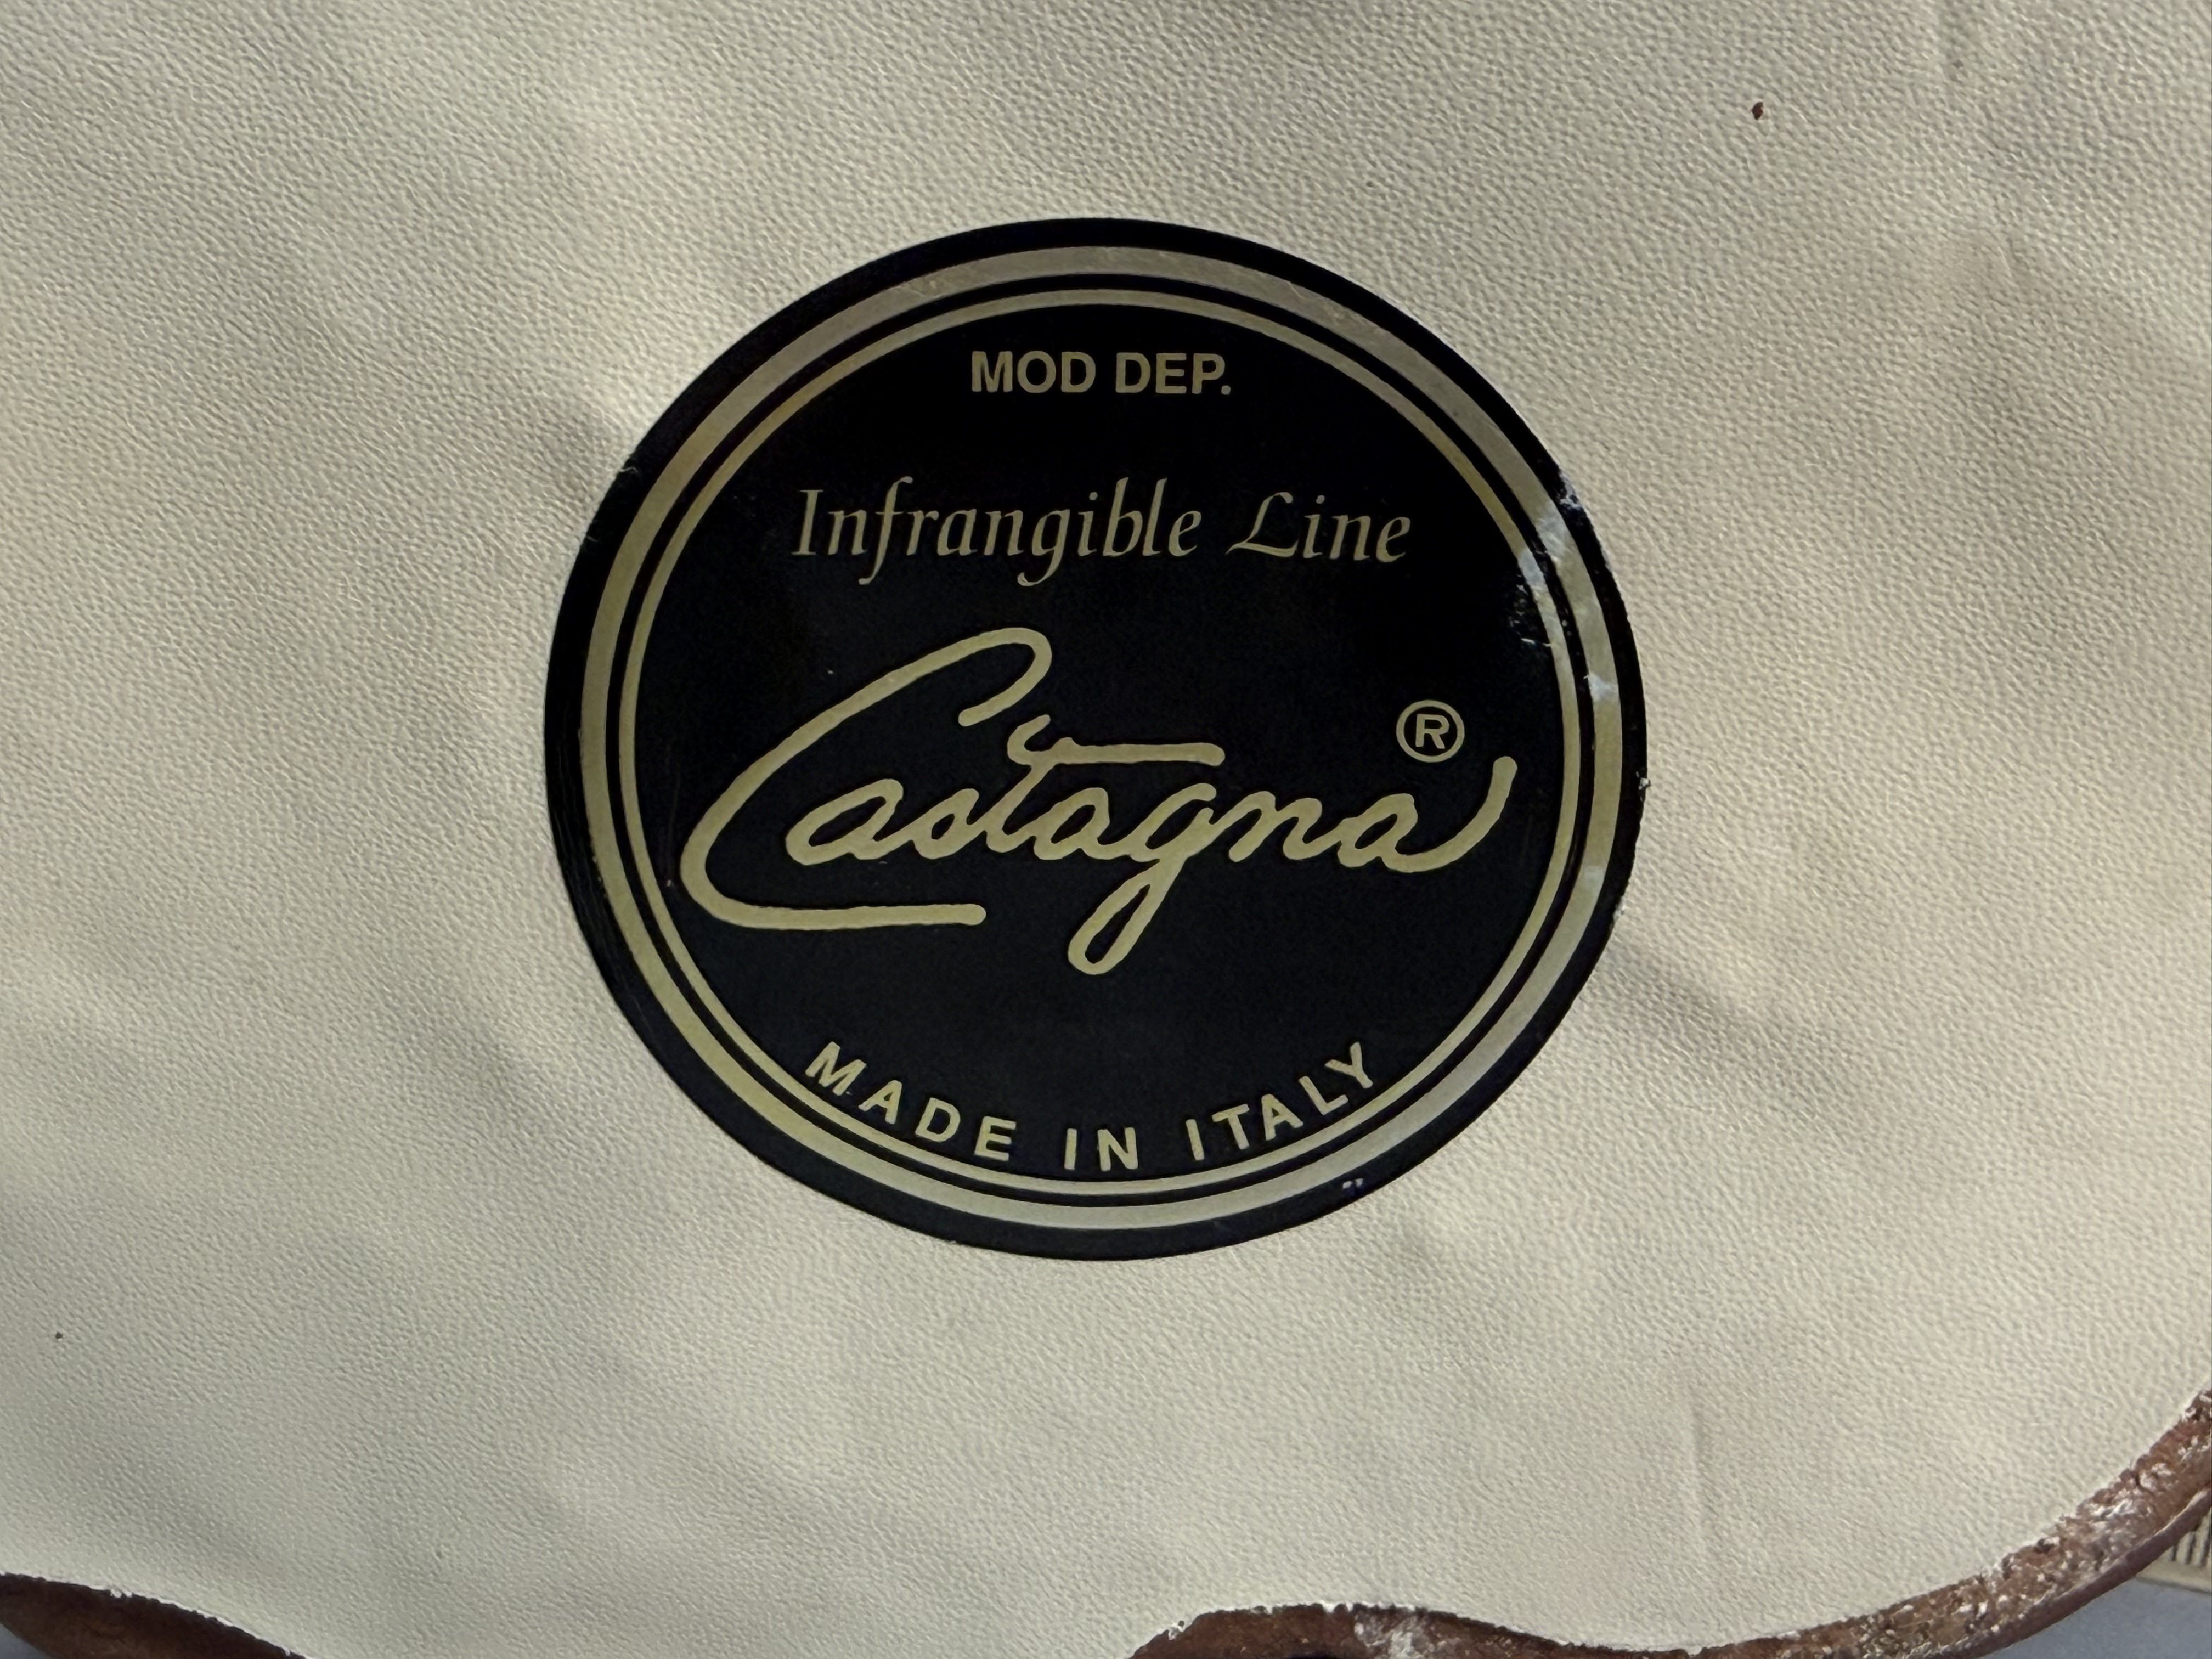 MOD DEP.
Infrangible Line
Castagna®
MADE IN ITALY